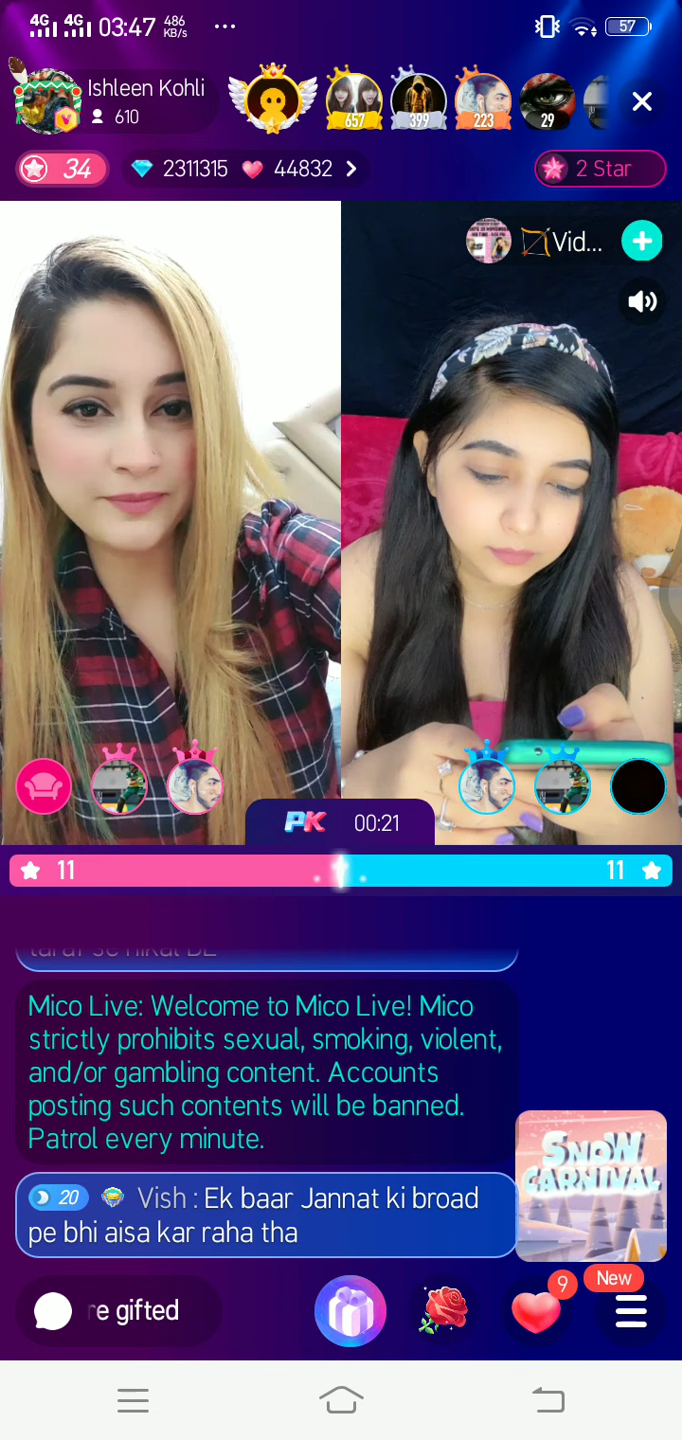 4G 4G 03:47 486 KB/s ... 57
Ishleen Kohli
610
657 399 223 29
34 2311315 44832 2 Star
Vid...
PK 00:21
11 11
Mico Live: Welcome to Mico Live! Mico
strictly prohibits sexual, smoking, violent,
and/or gambling content. Accounts
posting such contents will be banned.
Patrol every minute.
SNOW
CARNIVAL
20 Vish : Ek baar Jannat ki broad
pe bhi aisa kar raha tha
New
gifted 9